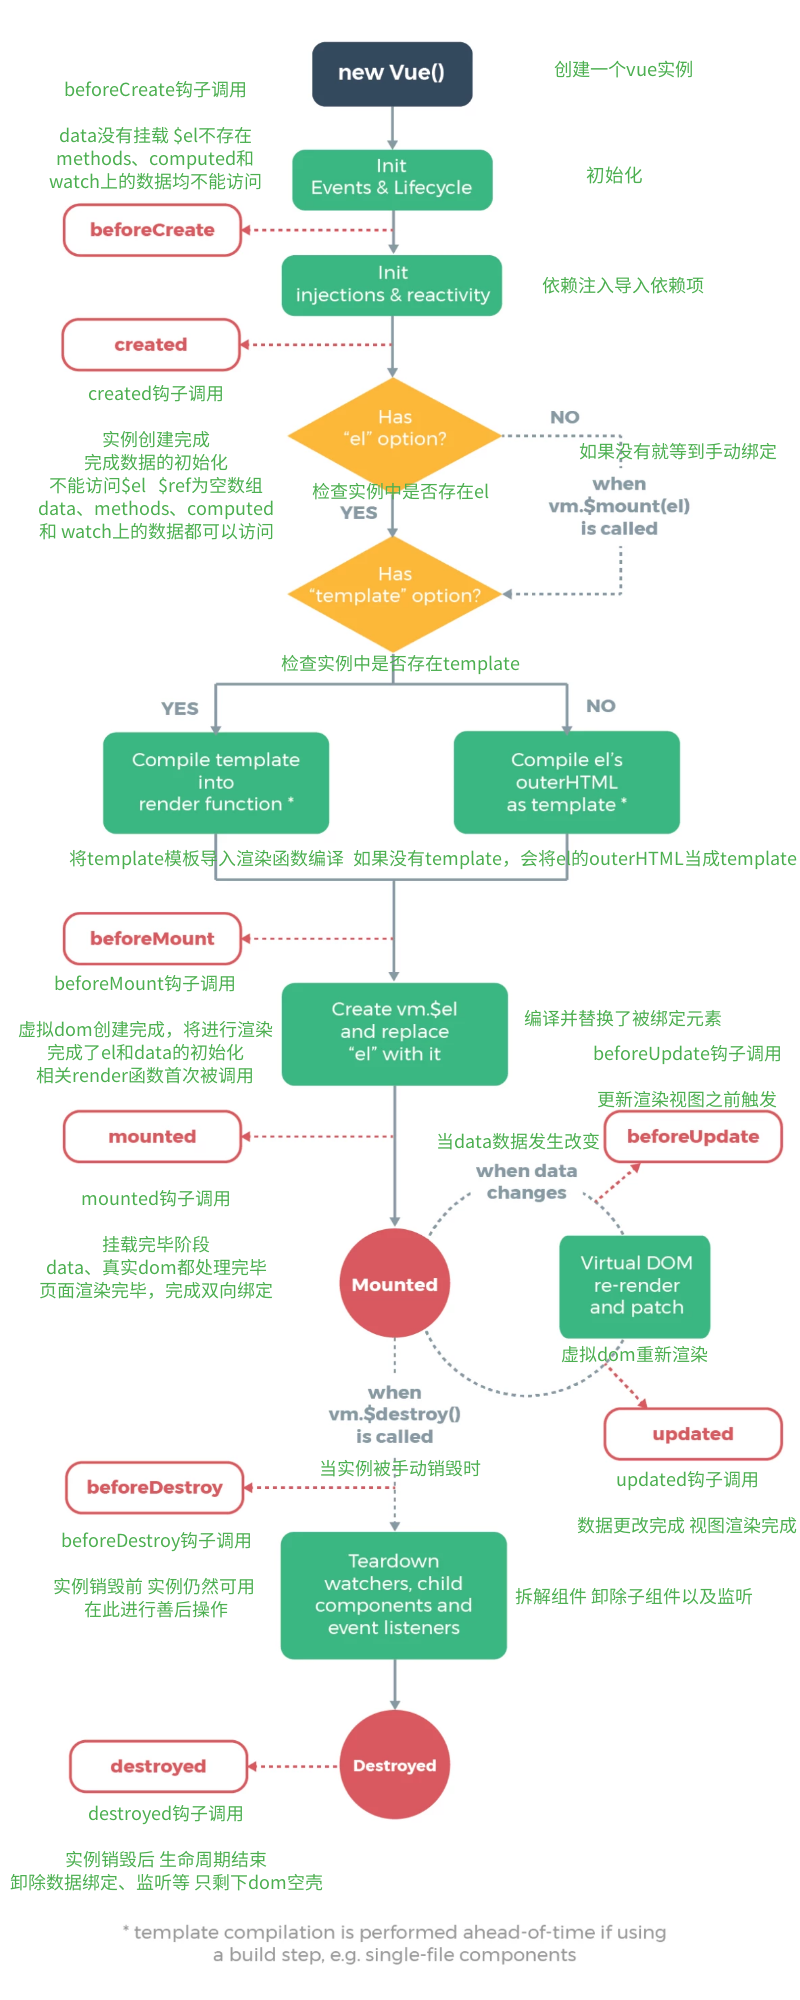 new Vue()
创建一个vue实例
beforeCreate钩子调用
data没有挂载 $el不存在
methods、computed和
watch上的数据均不能访问
Init
Events & Lifecycle
初始化
beforeCreate
Init
injections & reactivity
依赖注入导入依赖项
created
created钩子调用
实例创建完成
完成数据的初始化
不能访问$el $ref为空数组
data、methods、computed
和 watch上的数据都可以访问
Has
“el” option?
NO
如果没有就等到手动绑定
when
vm.$mount(el)
is called
检查实例中是否存在el
YES
Has
“template” option?
检查实例中是否存在template
YES
NO
Compile template
into
render function *
Compile el’s
outerHTML
as template *
将template模板导入渲染函数编译
如果没有template，会将el的outerHTML当成template
beforeMount
beforeMount钩子调用
虚拟dom创建完成，将进行渲染
完成了el和data的初始化
相关render函数首次被调用
Create vm.$el
and replace
“el” with it
编译并替换了被绑定元素
beforeUpdate钩子调用
更新渲染视图之前触发
mounted
mounted钩子调用
挂载完毕阶段
data、真实dom都处理完毕
页面渲染完毕，完成双向绑定
当data数据发生改变
when data
changes
beforeUpdate
Mounted
Virtual DOM
re-render
and patch
虚拟dom重新渲染
when
vm.$destroy()
is called
当实例被手动销毁时
updated
updated钩子调用
数据更改完成 视图渲染完成
beforeDestroy
beforeDestroy钩子调用
实例销毁前 实例仍然可用
在此进行善后操作
Teardown
watchers, child
components and
event listeners
拆解组件 卸除子组件以及监听
destroyed
Destroyed
destroyed钩子调用
实例销毁后 生命周期结束
卸除数据绑定、监听等 只剩下dom空壳
* template compilation is performed ahead-of-time if using
a build step, e.g. single-file components